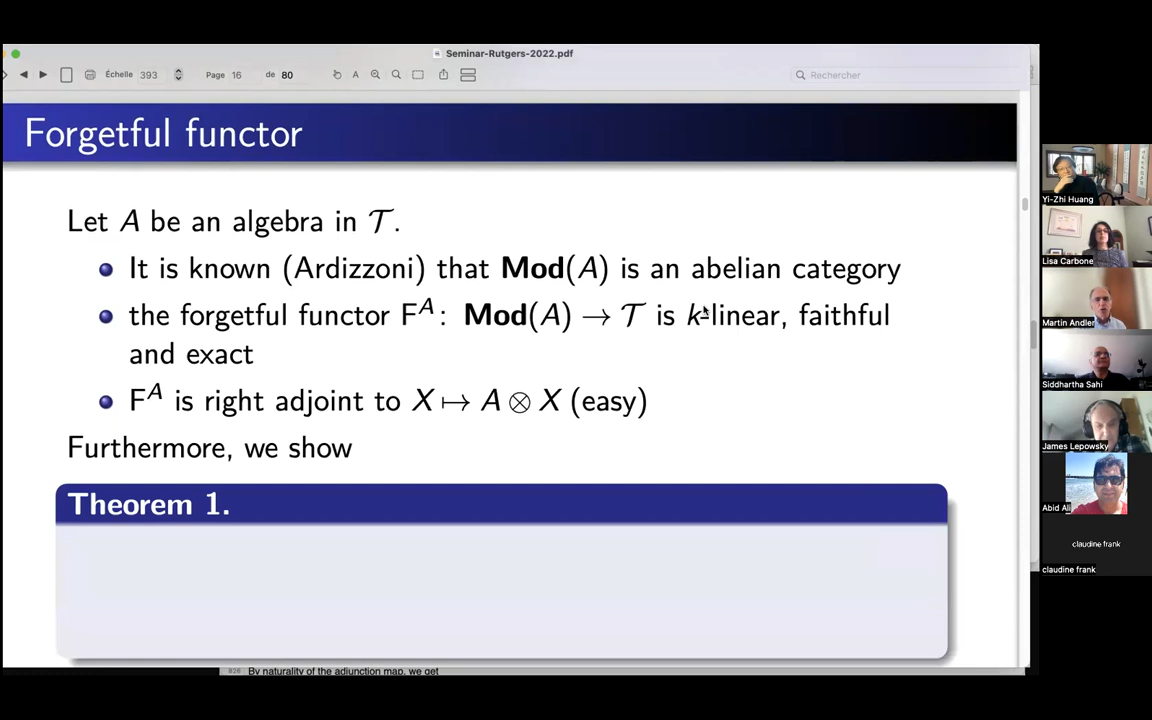 Seminar-Rutgers-2022.pdf
Échelle 393 Page 16 de 80 Rechercher
Forgetful functor
Let A be an algebra in 𝒯.
It is known (Ardizzoni) that Mod(A) is an abelian category
the forgetful functor F^A: Mod(A) → 𝒯 is k-linear, faithful
and exact
F^A is right adjoint to X ↦ A ⊗ X (easy)
Furthermore, we show
Theorem 1.
By naturality of the adjunction map, we get
Yi-Zhi Huang
Lisa Carbone
Martin Andler
Siddhartha Sahi
James Lepowsky
Abid Ali
claudine frank
claudine frank